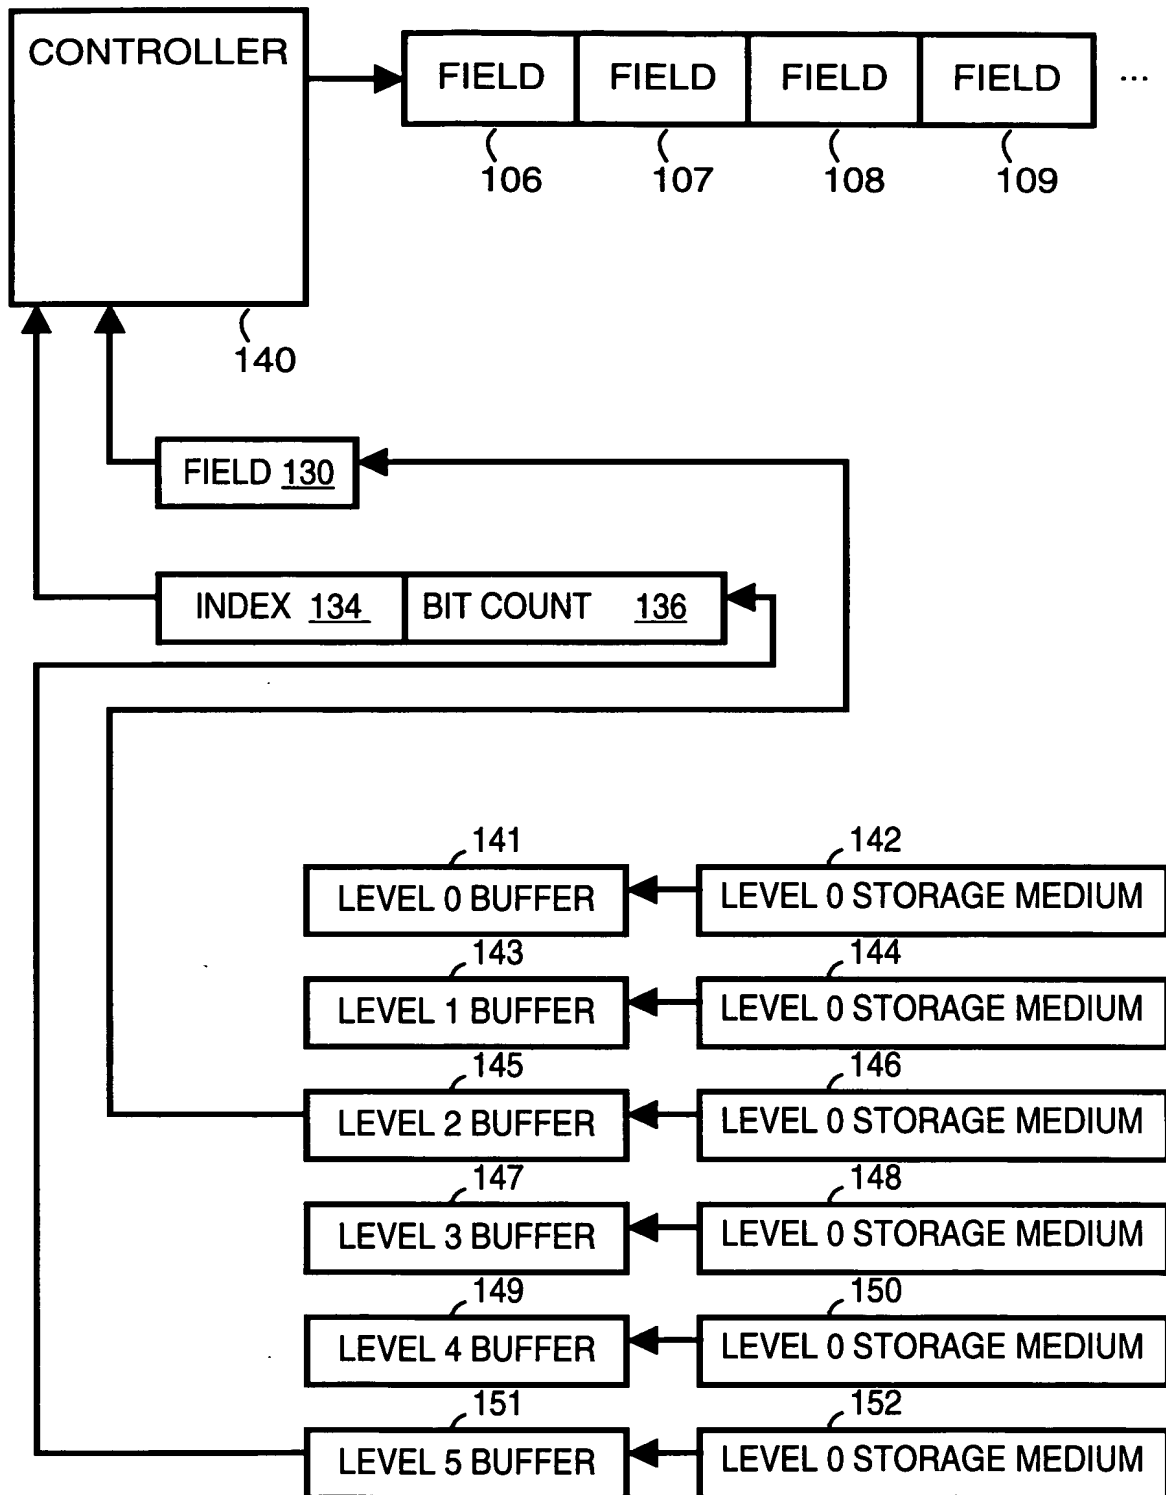 CONTROLLER
FIELD FIELD FIELD FIELD ...
106 107 108 109
140
FIELD 130
INDEX 134 BIT COUNT 136
141 142
LEVEL 0 BUFFER LEVEL 0 STORAGE MEDIUM
143 144
LEVEL 1 BUFFER LEVEL 0 STORAGE MEDIUM
145 146
LEVEL 2 BUFFER LEVEL 0 STORAGE MEDIUM
147 148
LEVEL 3 BUFFER LEVEL 0 STORAGE MEDIUM
149 150
LEVEL 4 BUFFER LEVEL 0 STORAGE MEDIUM
151 152
LEVEL 5 BUFFER LEVEL 0 STORAGE MEDIUM